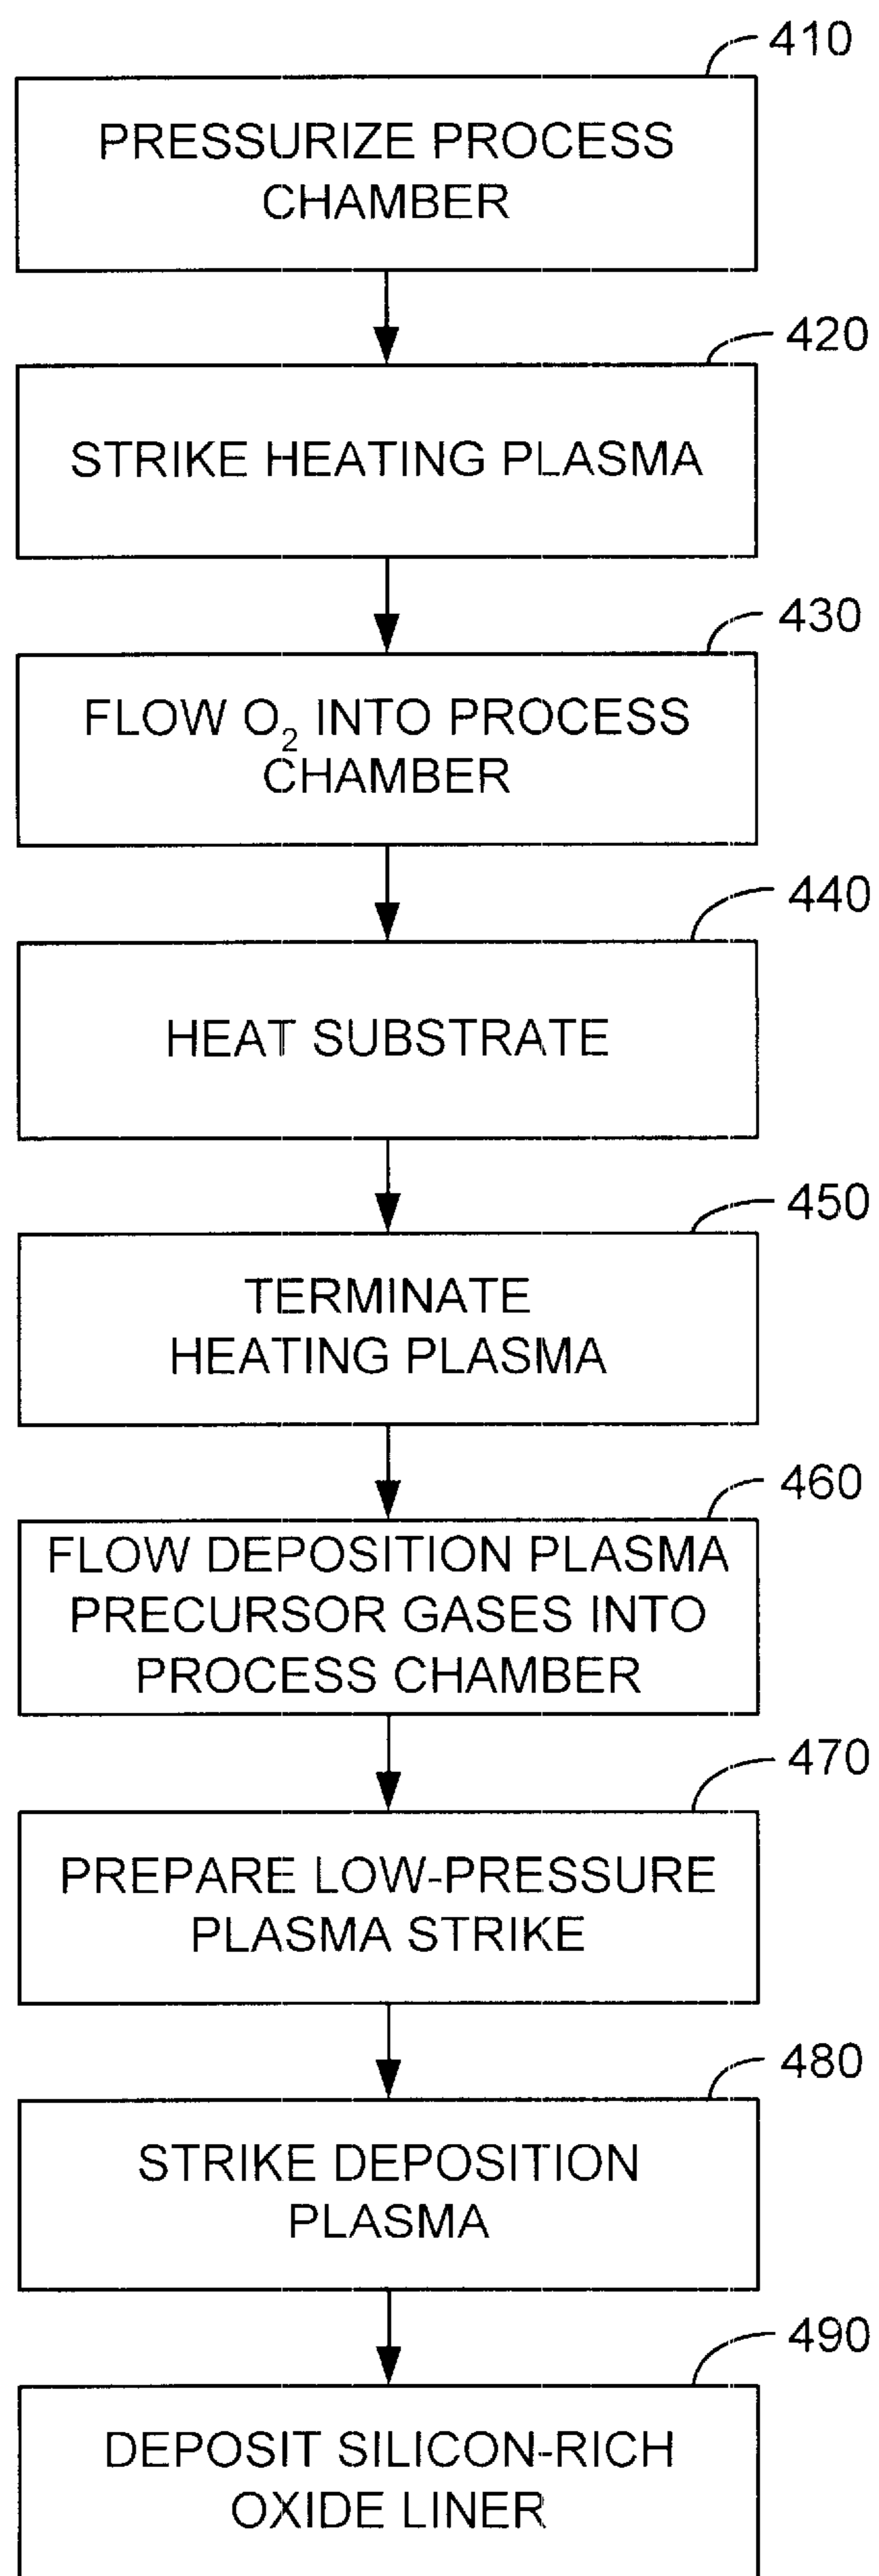 410
PRESSURIZE PROCESS
CHAMBER
420
STRIKE HEATING PLASMA
430
FLOW O₂ INTO PROCESS
CHAMBER
440
HEAT SUBSTRATE
450
TERMINATE
HEATING PLASMA
460
FLOW DEPOSITION PLASMA
PRECURSOR GASES INTO
PROCESS CHAMBER
470
PREPARE LOW-PRESSURE
PLASMA STRIKE
480
STRIKE DEPOSITION
PLASMA
490
DEPOSIT SILICON-RICH
OXIDE LINER